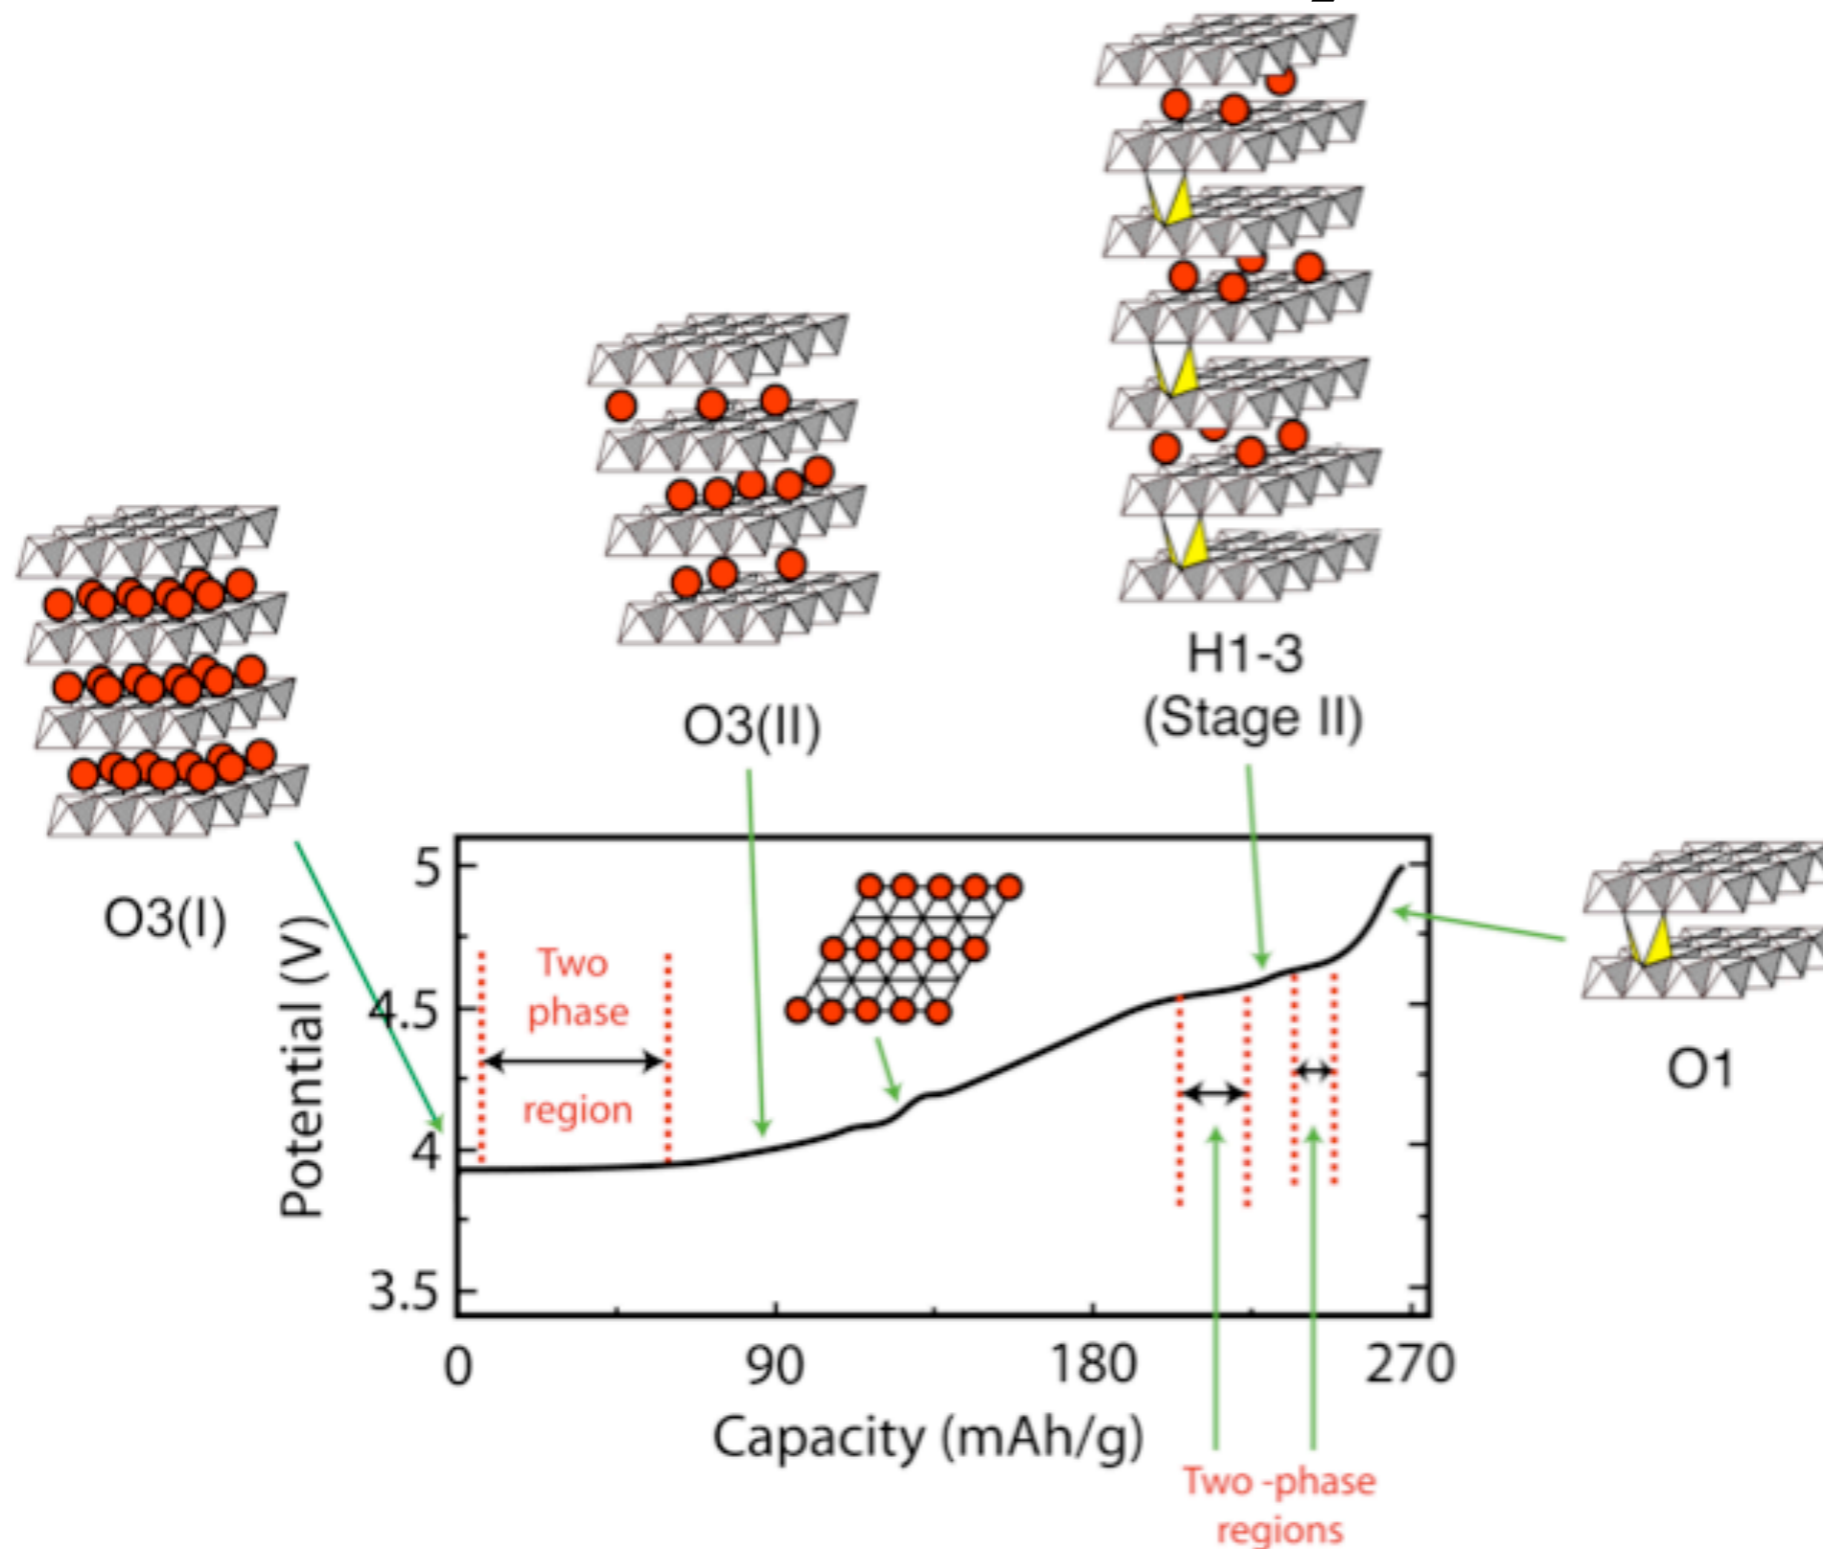 H1-3
(Stage II)
O3(II)
O3(I)
O1
Potential (V)
5
4.5
4
3.5
Two
phase
region
0
90
180
270
Capacity (mAh/g)
Two -phase
regions